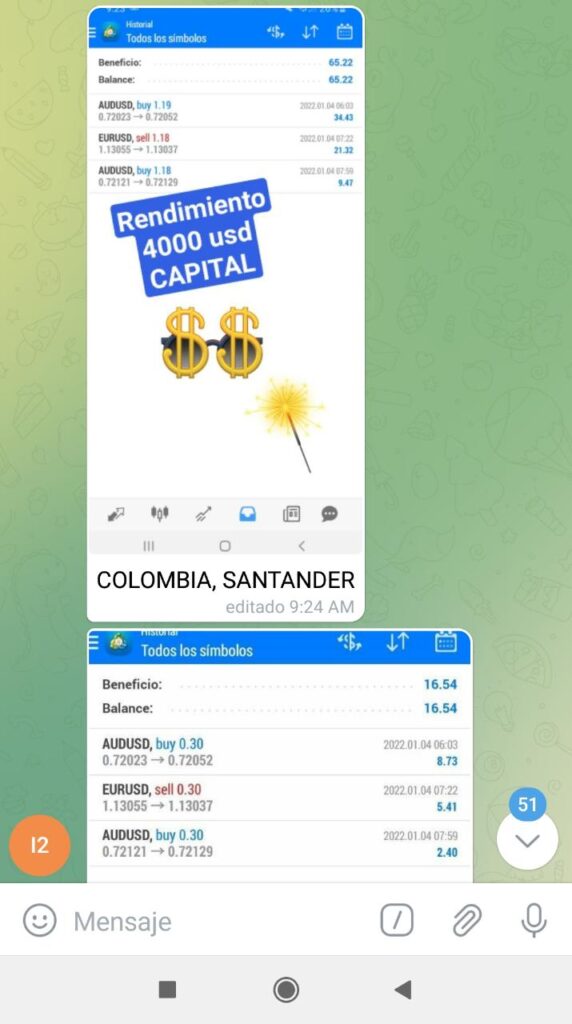 Historial
Todos los símbolos
Beneficio: 65.22
Balance: 65.22
AUDUSD, buy 1.19 2022.01.04 06:03
0.72023 → 0.72052 34.43
EURUSD, sell 1.18 2022.01.04 07:22
1.13055 → 1.13037 21.32
AUDUSD, buy 1.18 2022.01.04 07:59
0.72121 → 0.72129 9.47
Rendimiento
4000 usd
CAPITAL
COLOMBIA, SANTANDER
editado 9:24 AM
Historial
Todos los símbolos
Beneficio: 16.54
Balance: 16.54
AUDUSD, buy 0.30 2022.01.04 06:03
0.72023 → 0.72052 8.73
EURUSD, sell 0.30 2022.01.04 07:22
1.13055 → 1.13037 5.41
AUDUSD, buy 0.30 2022.01.04 07:59
0.72121 → 0.72129 2.40
51
I2
Mensaje